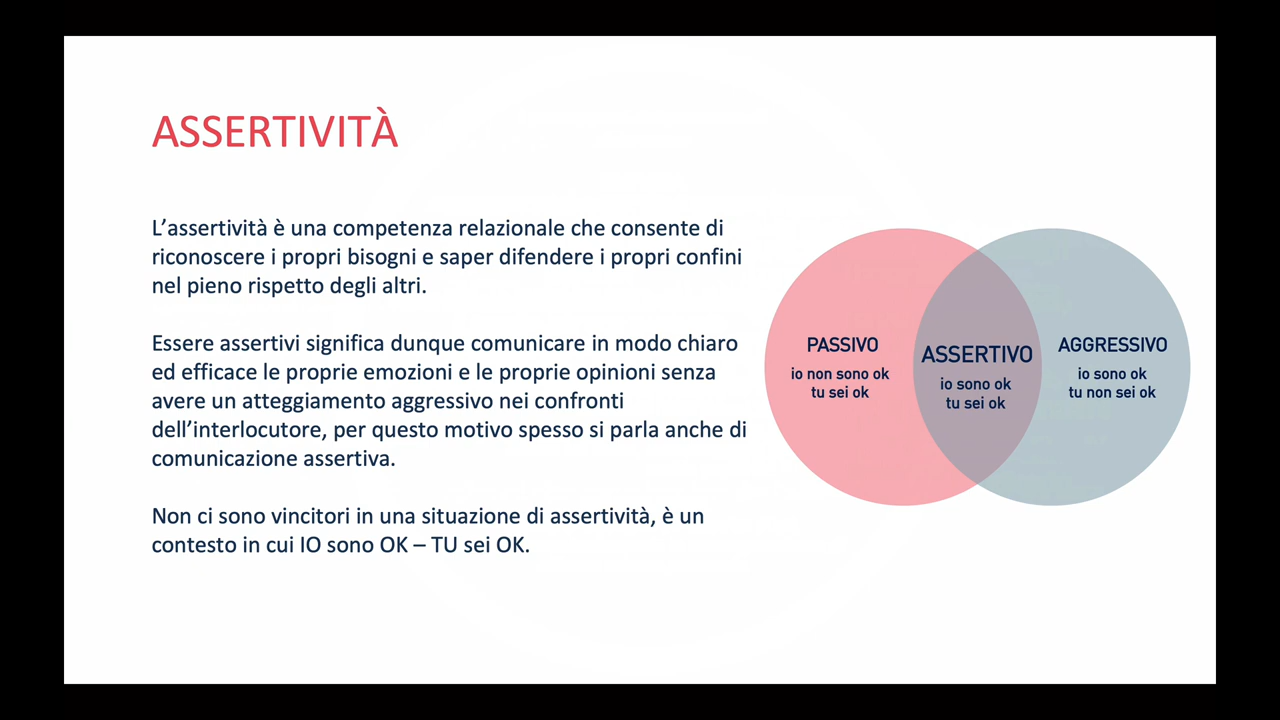 ASSERTIVITÀ
L’assertività è una competenza relazionale che consente di
riconoscere i propri bisogni e saper difendere i propri confini
nel pieno rispetto degli altri.
Essere assertivi significa dunque comunicare in modo chiaro
ed efficace le proprie emozioni e le proprie opinioni senza
avere un atteggiamento aggressivo nei confronti
dell’interlocutore, per questo motivo spesso si parla anche di
comunicazione assertiva.
Non ci sono vincitori in una situazione di assertività, è un
contesto in cui IO sono OK – TU sei OK.
PASSIVO
io non sono ok
tu sei ok
ASSERTIVO
io sono ok
tu sei ok
AGGRESSIVO
io sono ok
tu non sei ok